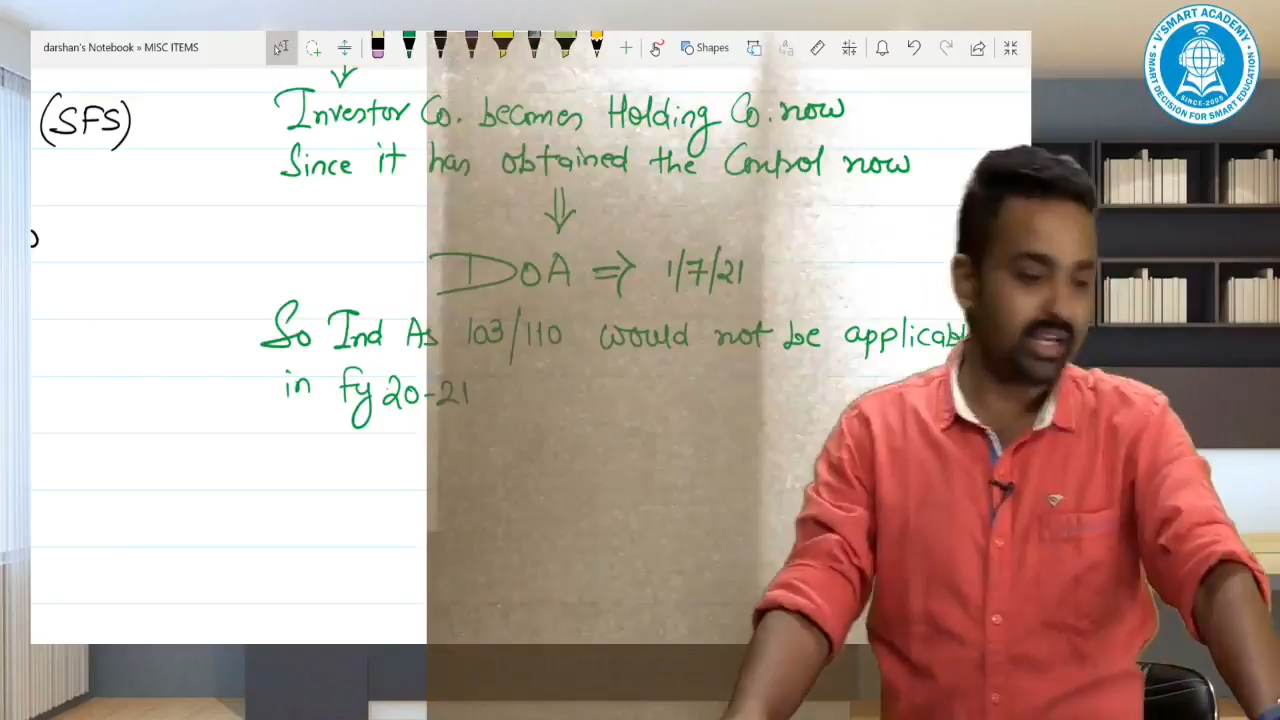 darshan's Notebook » MISC ITEMS
Shapes
V'SMART ACADEMY
SMART DECISION FOR SMART EDUCATION
SINCE-2005
(SFS)
Investor Co. becomes Holding Co. now
Since it has obtained the Control now
DoA ⇒ 1/7/21
So Ind As 103/110 would not be applicab
in fy 20-21